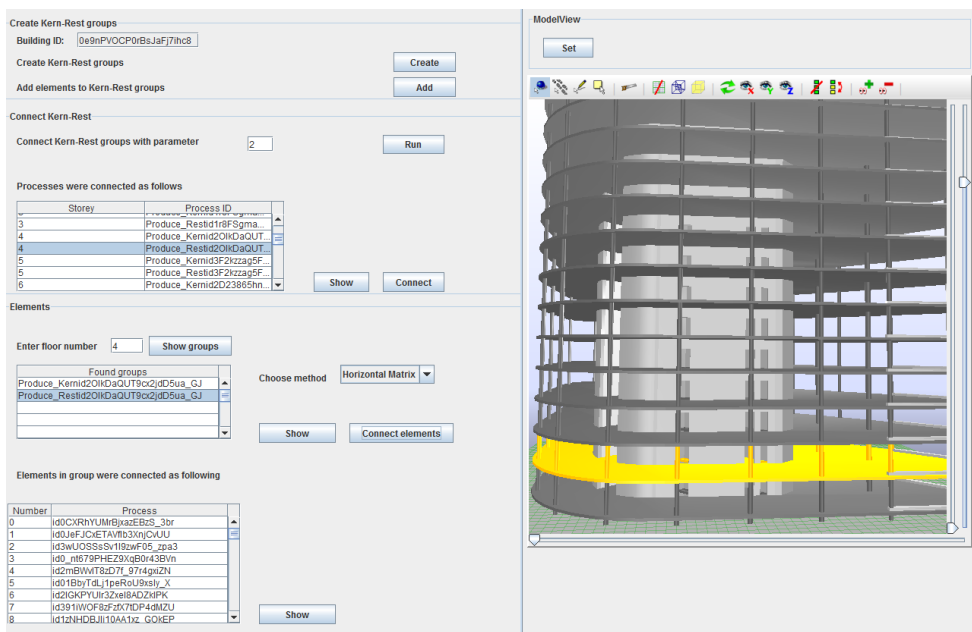 Create Kern-Rest groups
Building ID: 0e9nPVOCP0rBsJaFj7ihc8
Create Kern-Rest groups Create
Add elements to Kern-Rest groups Add
Connect Kern-Rest
Connect Kern-Rest groups with parameter 2 Run
Processes were connected as follows
Storey Process ID
3 Produce_Restid1r8FSgma...
4 Produce_Kernid2OlkDaQUT...
4 Produce_Restid2OlkDaQUT...
5 Produce_Kernid3F2kzzag5F...
5 Produce_Restid3F2kzzag5F...
6 Produce_Kernid2D23865hn...
Show Connect
Elements
Enter floor number 4 Show groups
Found groups
Produce_Kernid2OlkDaQUT9cx2jdD5ua_GJ
Produce_Restid2OlkDaQUT9cx2jdD5ua_GJ
Choose method Horizontal Matrix
Show Connect elements
Elements in group were connected as following
Number Process
0 id0CXRhYUMrBjxazEBzS_3br
1 id0JeFJCxETAVflb3XnjCvUU
2 id3wUOSSsSv1I9zwF05_zpa3
3 id0_nt679PHEZ9XqB0r43BVn
4 id2mBWvlT8zD7f_97r4gxiZN
5 id01BbyTdLj1peRoU9xsly_X
6 id2IGKPYUlr3Zxel8ADZkIPK
7 id391iWOF8zFzfX7tDP4dMZU
8 id1zNHDBJli10AA1xz_GOkEP
Show
ModelView
Set